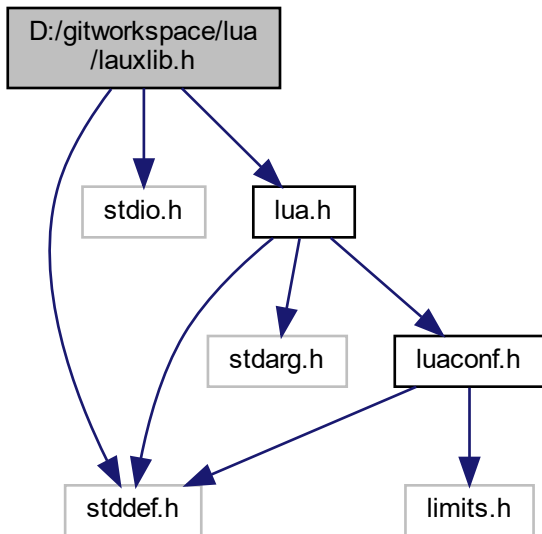 D:/gitworkspace/lua
/lauxlib.h
stdio.h
lua.h
stdarg.h
luaconf.h
stddef.h
limits.h